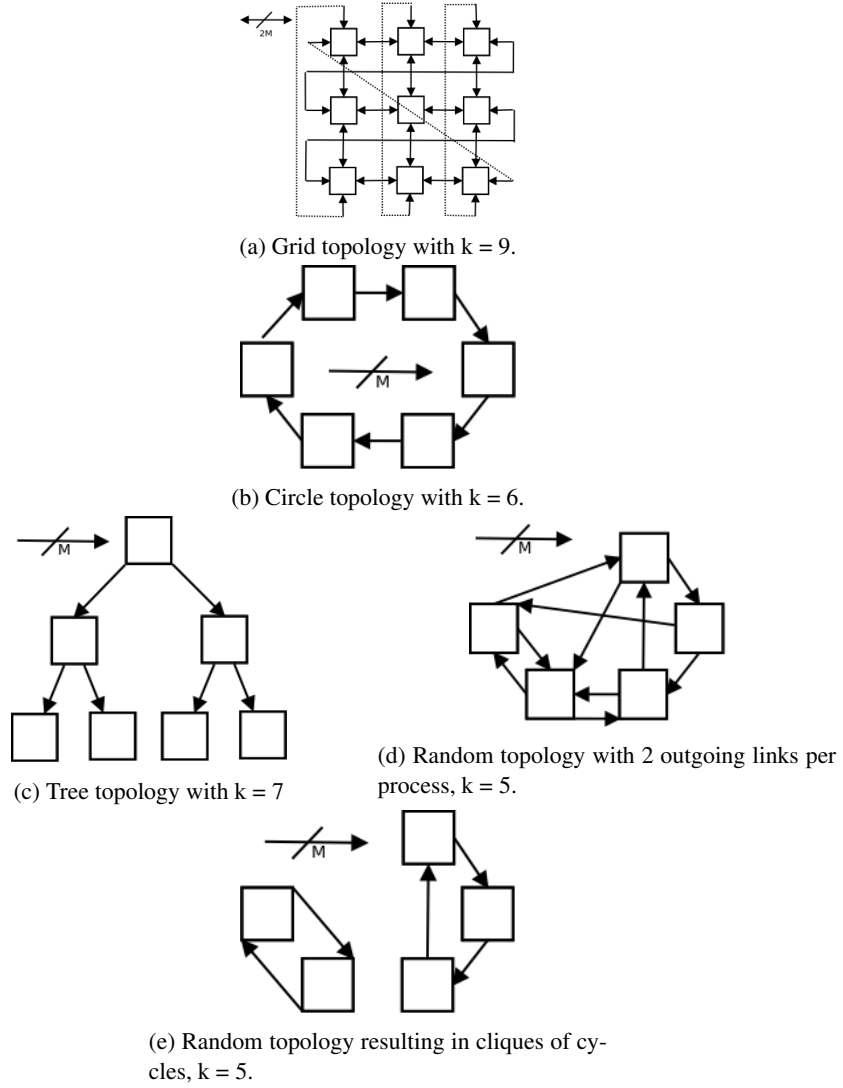 2M
(a) Grid topology with k = 9.
M
(b) Circle topology with k = 6.
M
(c) Tree topology with k = 7
M
(d) Random topology with 2 outgoing links per
process, k = 5.
M
(e) Random topology resulting in cliques of cy-
cles, k = 5.